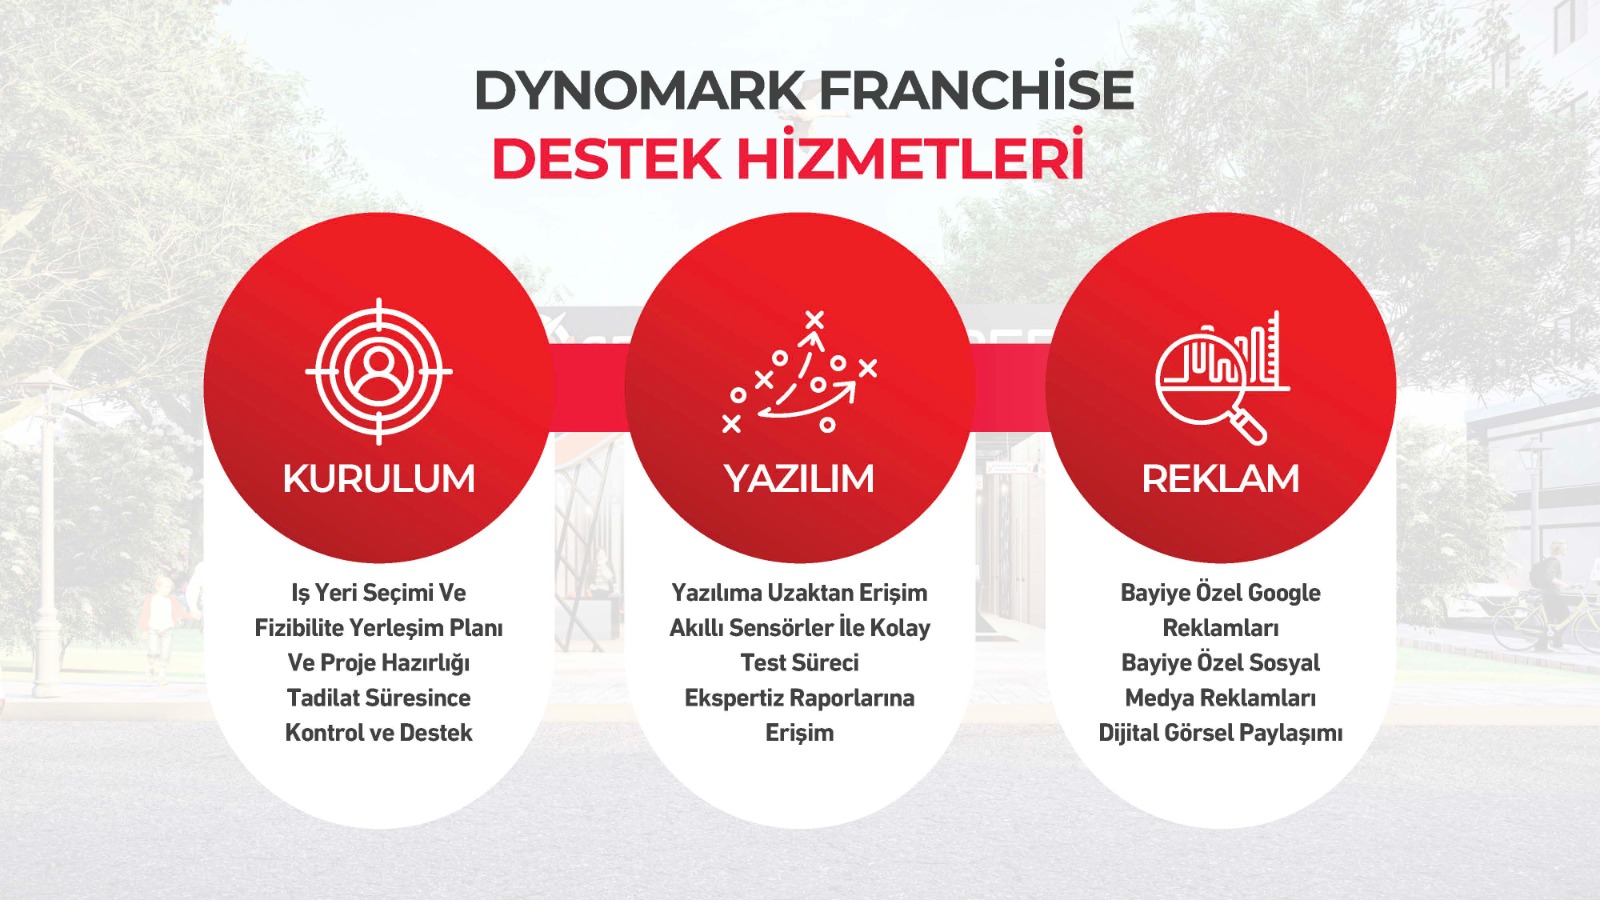 DYNOMARK FRANCHİSE
DESTEK HİZMETLERİ
KURULUM
Iş Yeri Seçimi Ve
Fizibilite Yerleşim Planı
Ve Proje Hazırlığı
Tadilat Süresince
Kontrol ve Destek
YAZILIM
Yazılıma Uzaktan Erişim
Akıllı Sensörler İle Kolay
Test Süreci
Ekspertiz Raporlarına
Erişim
REKLAM
Bayiye Özel Google
Reklamları
Bayiye Özel Sosyal
Medya Reklamları
Dijital Görsel Paylaşımı